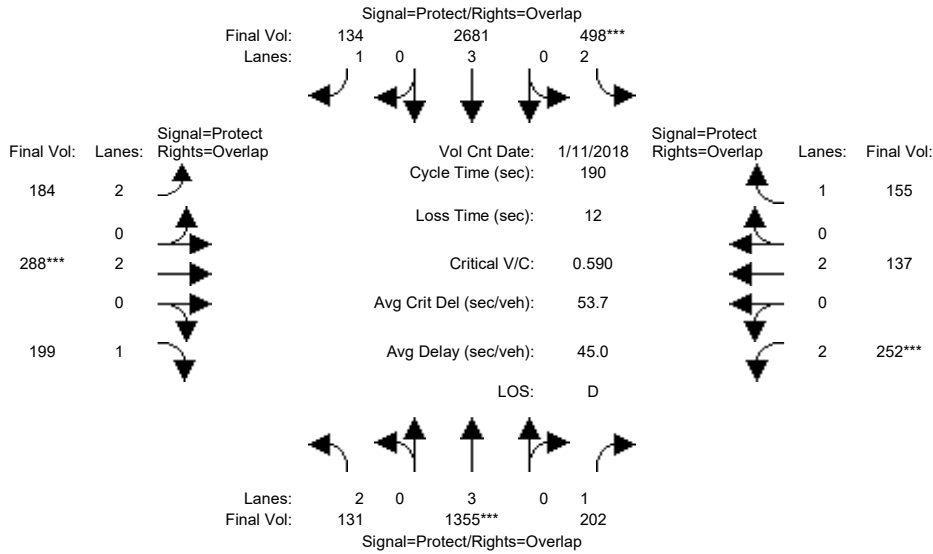 Signal=Protect/Rights=Overlap
Final Vol: 134 2681 498***
Lanes: 1 0 3 0 2
Signal=Protect Signal=Protect
Final Vol: Lanes: Rights=Overlap Vol Cnt Date: 1/11/2018 Rights=Overlap Lanes: Final Vol:
Cycle Time (sec): 190
184 2 1 155
Loss Time (sec): 12
0 0
288*** 2 Critical V/C: 0.590 2 137
0 Avg Crit Del (sec/veh): 53.7 0
199 1 Avg Delay (sec/veh): 45.0 2 252***
LOS: D
Lanes: 2 0 3 0 1
Final Vol: 131 1355*** 202
Signal=Protect/Rights=Overlap